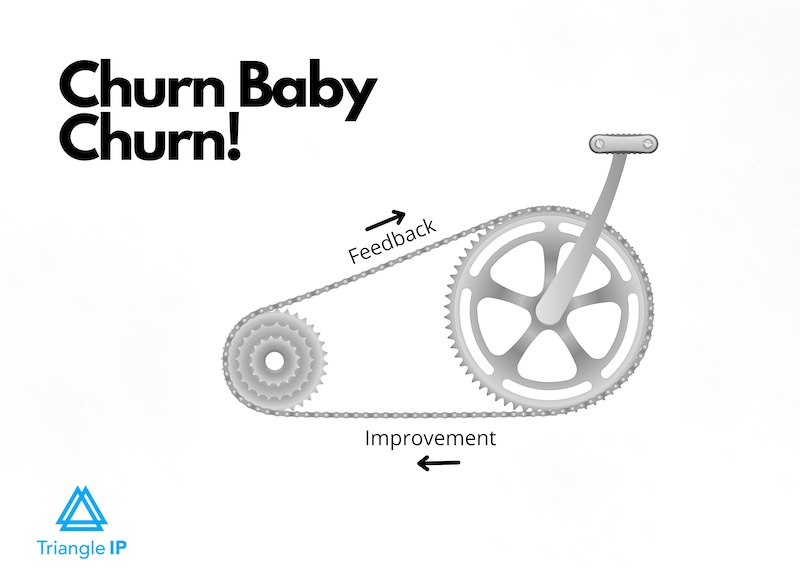 Churn Baby
Churn!
Feedback
Improvement
Triangle IP